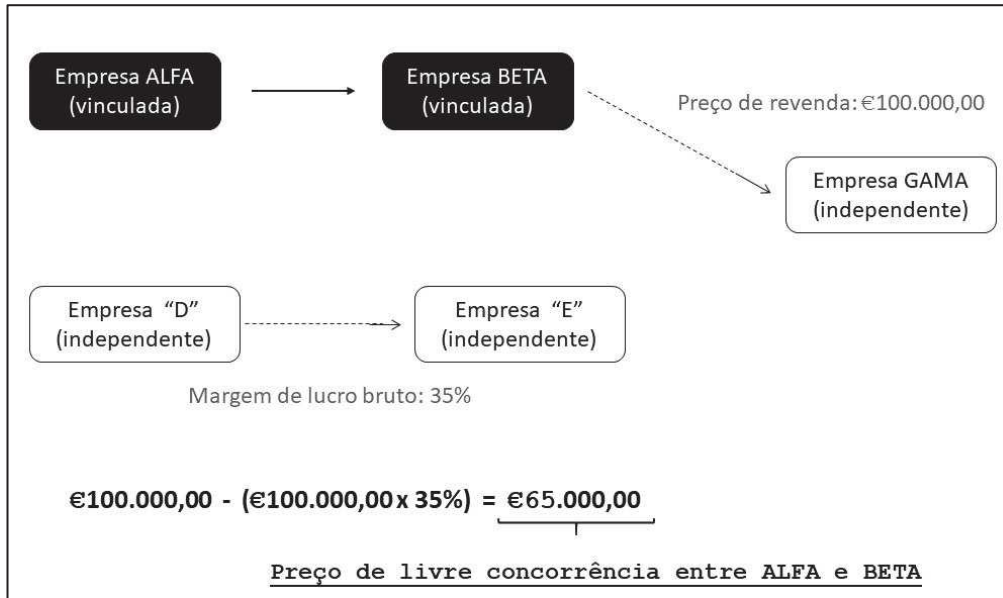 Empresa ALFA
(vinculada)
Empresa BETA
(vinculada)
Preço de revenda: €100.000,00
Empresa GAMA
(independente)
Empresa “D”
(independente)
Empresa “E”
(independente)
Margem de lucro bruto: 35%
€100.000,00 - (€100.000,00 x 35%) = €65.000,00
Preço de livre concorrência entre ALFA e BETA